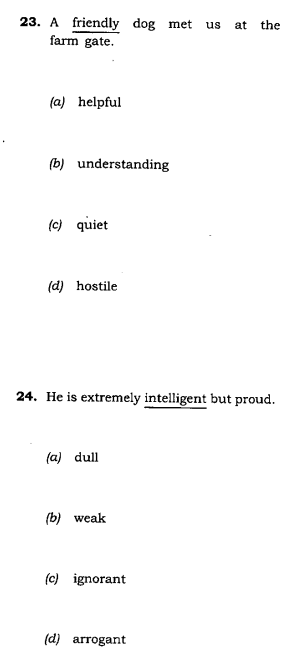 23. A friendly dog met us at the
farm gate.
(a) helpful
(b) understanding
(c) quiet
(d) hostile
24. He is extremely intelligent but proud.
(a) dull
(b) weak
(c) ignorant
(d) arrogant